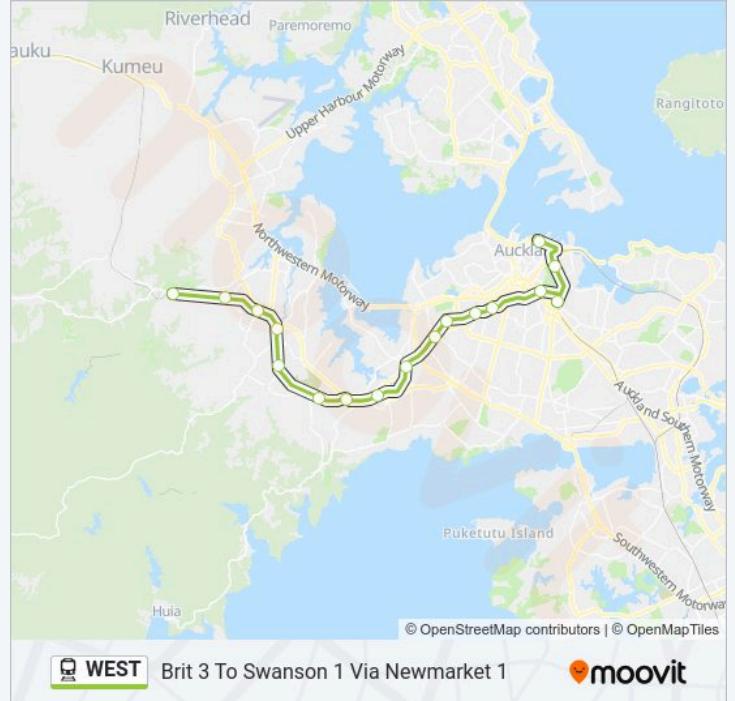 Riverhead
Paremoremo
auku
Kumeu
Upper Harbour Motorway
Rangitoto
Northwestern Motorway
Auckla
Auckland Southern Motorway
Puketutu Island
Southwestern Motorway
Huia
© OpenStreetMap contributors | © OpenMapTiles
WEST Brit 3 To Swanson 1 Via Newmarket 1 moovit